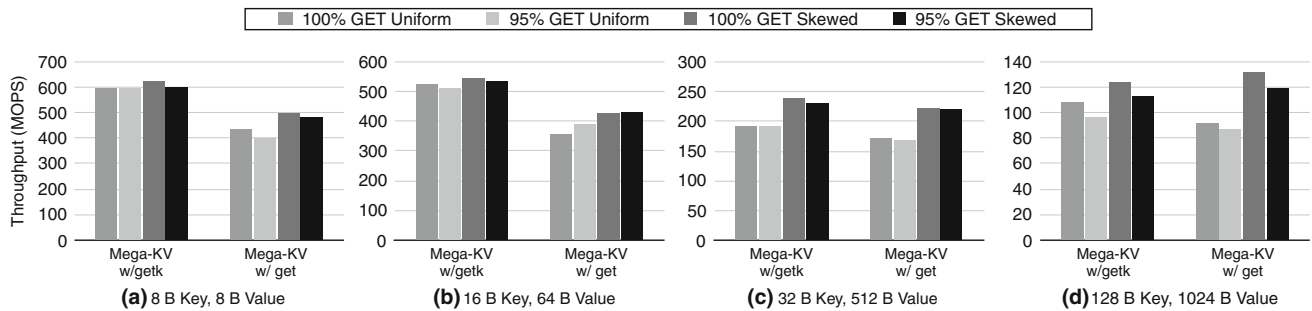 100% GET Uniform 95% GET Uniform 100% GET Skewed 95% GET Skewed
Throughput (MOPS)
700
600
500
400
300
200
100
0
Mega-KV w/getk
Mega-KV w/ get
(a) 8 B Key, 8 B Value
600
500
400
300
200
100
0
Mega-KV w/getk
Mega-KV w/ get
(b) 16 B Key, 64 B Value
300
250
200
150
100
50
0
Mega-KV w/getk
Mega-KV w/ get
(c) 32 B Key, 512 B Value
140
120
100
80
60
40
20
0
Mega-KV w/getk
Mega-KV w/ get
(d) 128 B Key, 1024 B Value